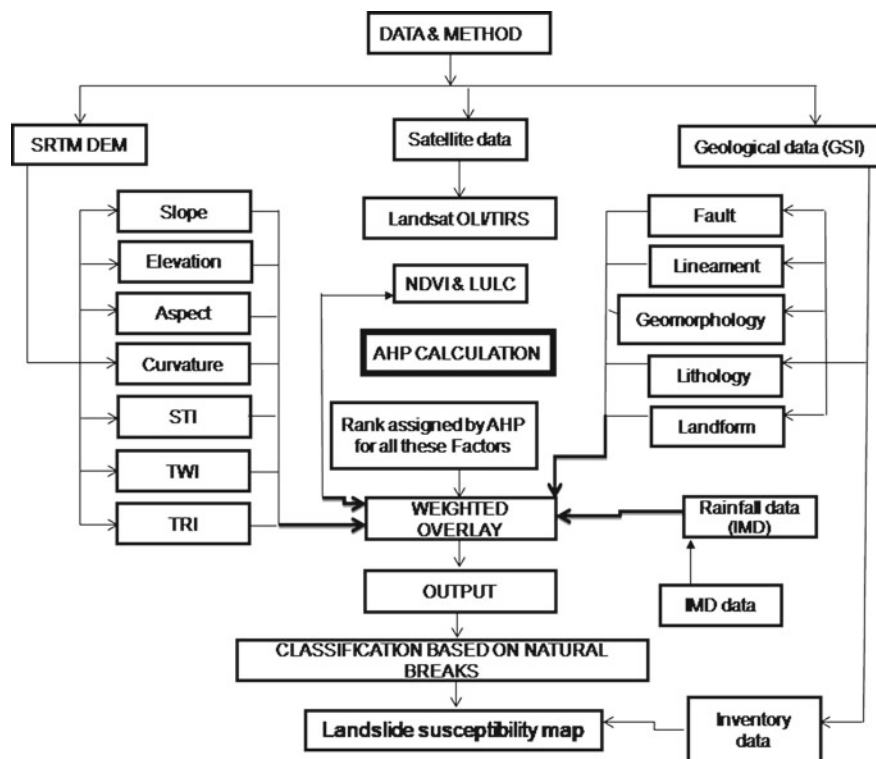 DATA & METHOD
SRTM DEM
Satellite data
Geological data (GSI)
Slope
Elevation
Aspect
Curvature
STI
TWI
TRI
Landsat OLI/TIRS
NDVI & LULC
AHP CALCULATION
Rank assigned by AHP
for all these Factors
Fault
Lineament
Geomorphology
Lithology
Landform
WEIGHTED
OVERLAY
Rainfall data
(IMD)
IMD data
OUTPUT
CLASSIFICATION BASED ON NATURAL
BREAKS
Landslide susceptibility map
Inventory
data